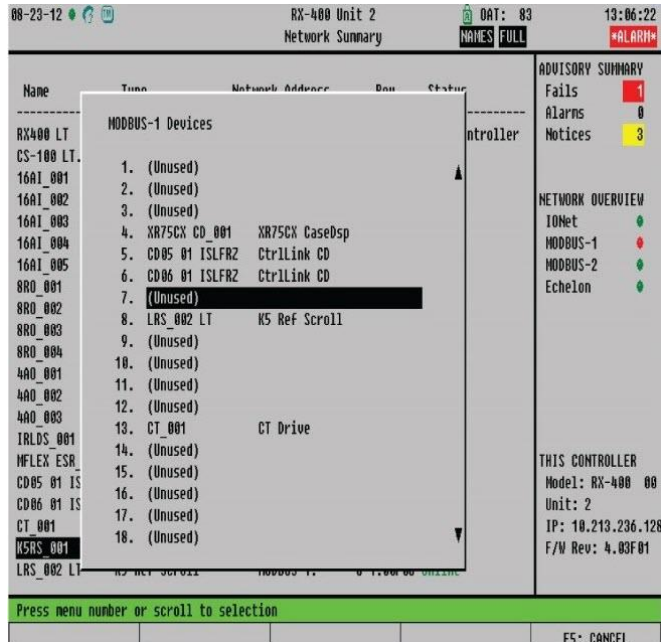 08-23-12 RX-400 Unit 2 OAT: 83 13:06:22
Network Summary NAMES FULL *ALARM*
ADVISORY SUMMARY
Name Network Address Status Fails 1
Alarms 0
RX400 LT MODBUS-1 Devices ntroller Notices 3
CS-100 LT.
16AI_001 1. (Unused)
16AI_002 2. (Unused) NETWORK OVERVIEW
16AI_003 3. (Unused) IONet
16AI_004 4. XR75CX CD_001 XR75CX CaseDsp MODBUS-1
16AI_005 5. CD05 01 ISLFRZ CtrlLink CD MODBUS-2
8RO_001 6. CD06 01 ISLFRZ CtrlLink CD Echelon
8RO_002 7. (Unused)
8RO_003 8. LRS_002 LT K5 Ref Scroll
8RO_004 9. (Unused)
4AO_001 10. (Unused)
4AO_002 11. (Unused)
4AO_003 12. (Unused)
IRLDS_001 13. CT_001 CT Drive
MFLEX ESR_ 14. (Unused) THIS CONTROLLER
CD05 01 IS 15. (Unused) Model: RX-400 00
CD06 01 IS 16. (Unused) Unit: 2
CT_001 17. (Unused) IP: 10.213.236.128
K5RS_001 18. (Unused) F/W Rev: 4.03F01
LRS_002 LT
Press menu number or scroll to selection
F5: CANCEL